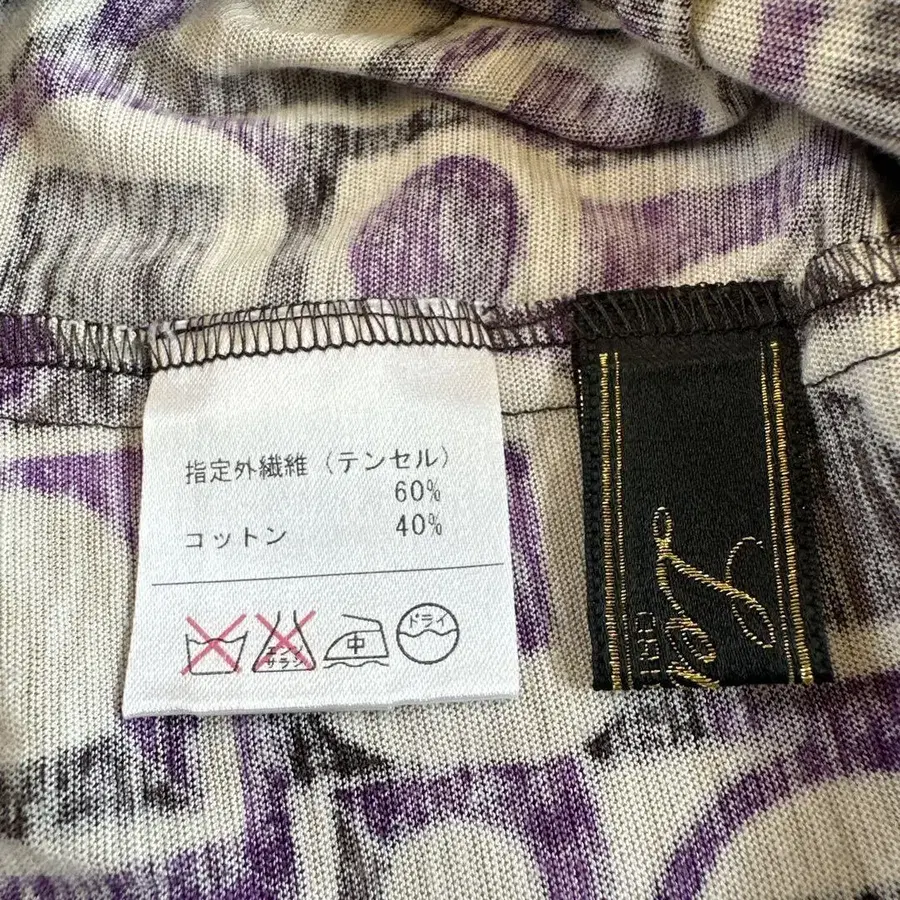 指定外繊維(テンセル)
60%
コットン 40%
エンソ
サラシ
中
ドライ